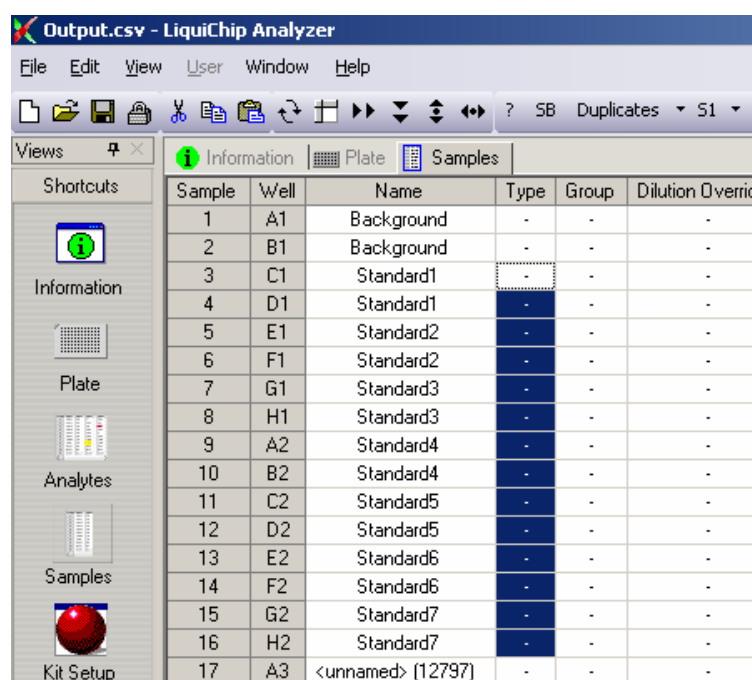 Output.csv - LiquiChip Analyzer
File Edit View User Window Help
? SB Duplicates S1
Views
Information Plate Samples
Shortcuts
Information
Plate
Analytes
Samples
Kit Setup
Sample Well Name Type Group Dilution Overri
1 A1 Background - - -
2 B1 Background - - -
3 C1 Standard1 - - -
4 D1 Standard1 - - -
5 E1 Standard2 - - -
6 F1 Standard2 - - -
7 G1 Standard3 - - -
8 H1 Standard3 - - -
9 A2 Standard4 - - -
10 B2 Standard4 - - -
11 C2 Standard5 - - -
12 D2 Standard5 - - -
13 E2 Standard6 - - -
14 F2 Standard6 - - -
15 G2 Standard7 - - -
16 H2 Standard7 - - -
17 A3 <unnamed> (12797) - - -